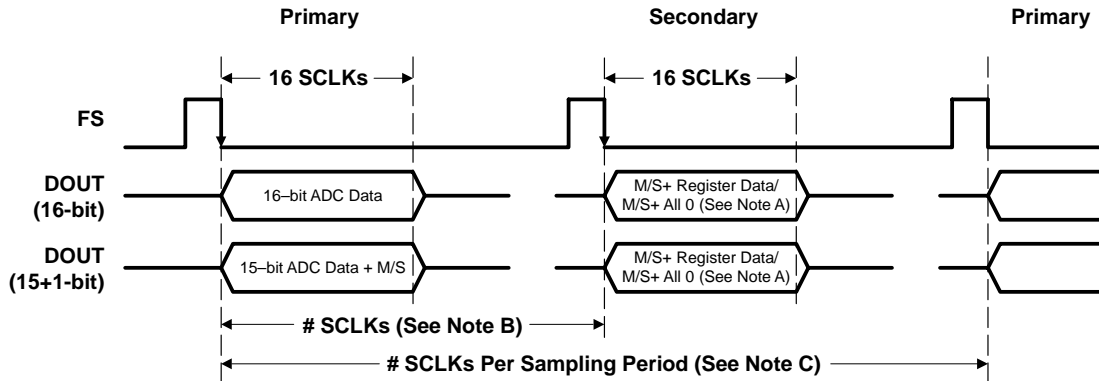 Primary Secondary Primary
16 SCLKs 16 SCLKs
FS
DOUT
(16-bit)
16–bit ADC Data
M/S+ Register Data/
M/S+ All 0 (See Note A)
DOUT
(15+1-bit)
15–bit ADC Data + M/S
M/S+ Register Data/
M/S+ All 0 (See Note A)
# SCLKs (See Note B)
# SCLKs Per Sampling Period (See Note C)